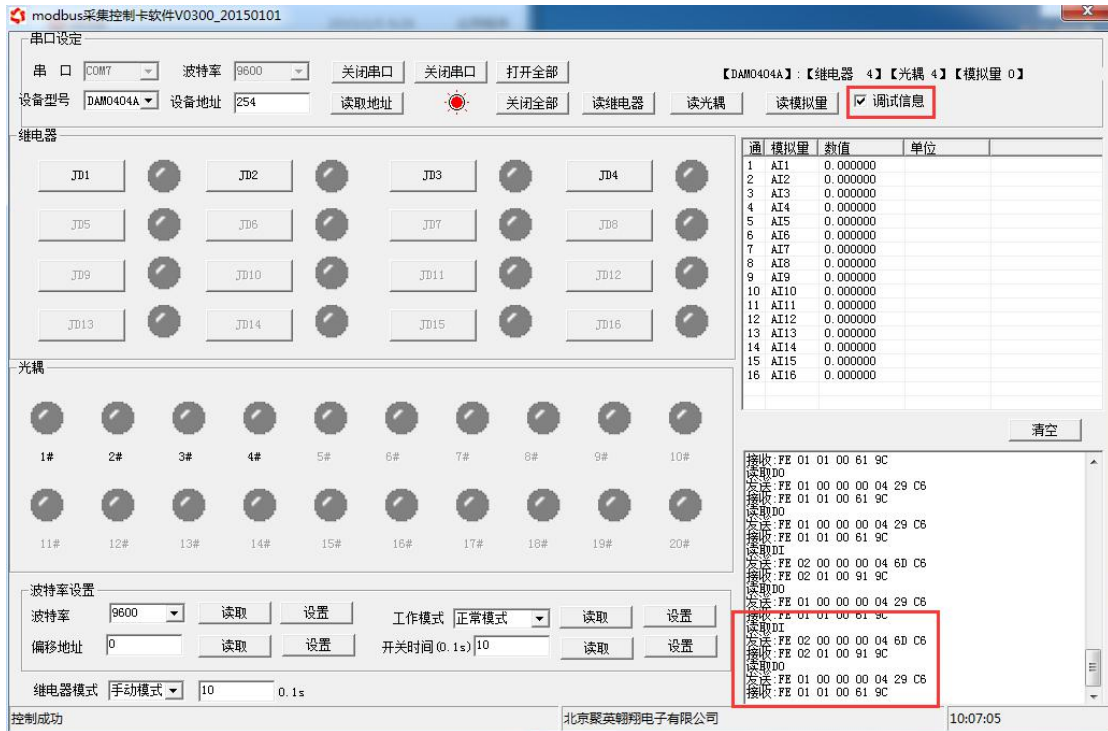 modbus采集控制卡软件V0300_20150101
串口设定
串 口 COM7 波特率 9600 关闭串口 关闭串口 打开全部 【DAM0404A】:【继电器 4】【光耦 4】【模拟量 0】
设备型号 DAM0404A 设备地址 254 读取地址 关闭全部 读继电器 读光耦 读模拟量 调试信息
继电器
JD1 JD2 JD3 JD4
JD5 JD6 JD7 JD8
JD9 JD10 JD11 JD12
JD13 JD14 JD15 JD16
通 模拟量 数值 单位
1 AI1 0.000000
2 AI2 0.000000
3 AI3 0.000000
4 AI4 0.000000
5 AI5 0.000000
6 AI6 0.000000
7 AI7 0.000000
8 AI8 0.000000
9 AI9 0.000000
10 AI10 0.000000
11 AI11 0.000000
12 AI12 0.000000
13 AI13 0.000000
14 AI14 0.000000
15 AI15 0.000000
16 AI16 0.000000
清空
光耦
1# 2# 3# 4# 5# 6# 7# 8# 9# 10#
11# 12# 13# 14# 15# 16# 17# 18# 19# 20#
接收:FE 01 01 00 61 9C
读取DO
发送:FE 01 00 00 00 04 29 C6
接收:FE 01 01 00 61 9C
读取DO
发送:FE 01 00 00 00 04 29 C6
接收:FE 01 01 00 61 9C
读取DI
发送:FE 02 00 00 00 04 6D C6
接收:FE 02 01 00 91 9C
读取DO
发送:FE 01 00 00 00 04 29 C6
接收:FE 01 01 00 61 9C
读取DI
发送:FE 02 00 00 00 04 6D C6
接收:FE 02 01 00 91 9C
读取DO
发送:FE 01 00 00 00 04 29 C6
接收:FE 01 01 00 61 9C
波特率设置
波特率 9600 读取 设置 工作模式 正常模式 读取 设置
偏移地址 0 读取 设置 开关时间(0.1s) 10 读取 设置
继电器模式 手动模式 10 0.1s
控制成功 北京聚英翱翔电子有限公司 10:07:05